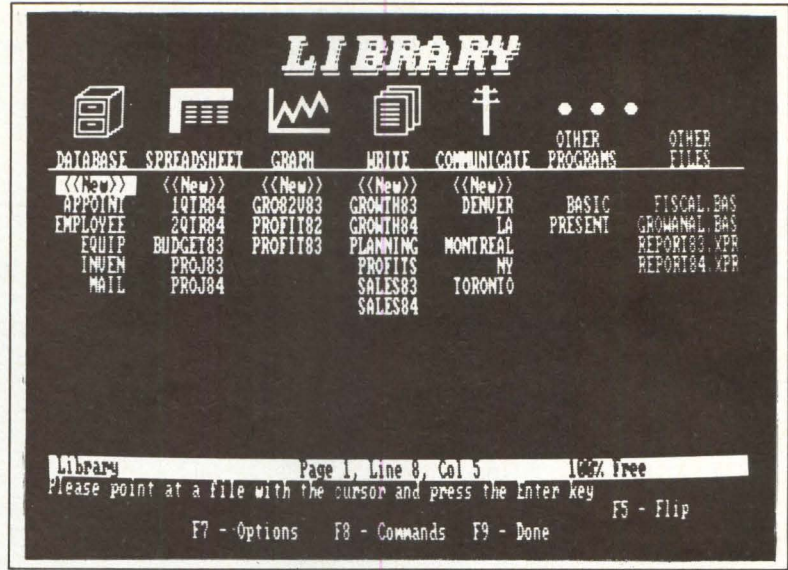 LIBRARY
OTHER OTHER
DATABASE SPREADSHEET GRAPH WRITE COMMUNICATE PROGRAMS FILES
<<New>> <<New>> <<New>> <<New>> <<New>>
APPOINT 1QTR84 GRO82V83 GROWTH83 DENVER BASIC FISCAL.BAS
EMPLOYEE 2QTR84 PROFIT82 GROWTH84 LA PRESENT GROWANAL.BAS
EQUIP BUDGET83 PROFIT83 PLANNING MONTREAL REPORT83.XPR
INVEN PROJ83 PROFITS NY REPORT84.XPR
MAIL PROJ84 SALES83 TORONTO
SALES84
Library Page 1, Line 8, Col 5 100% Free
Please point at a file with the cursor and press the Enter key
F5 - Flip
F7 - Options F8 - Commands F9 - Done